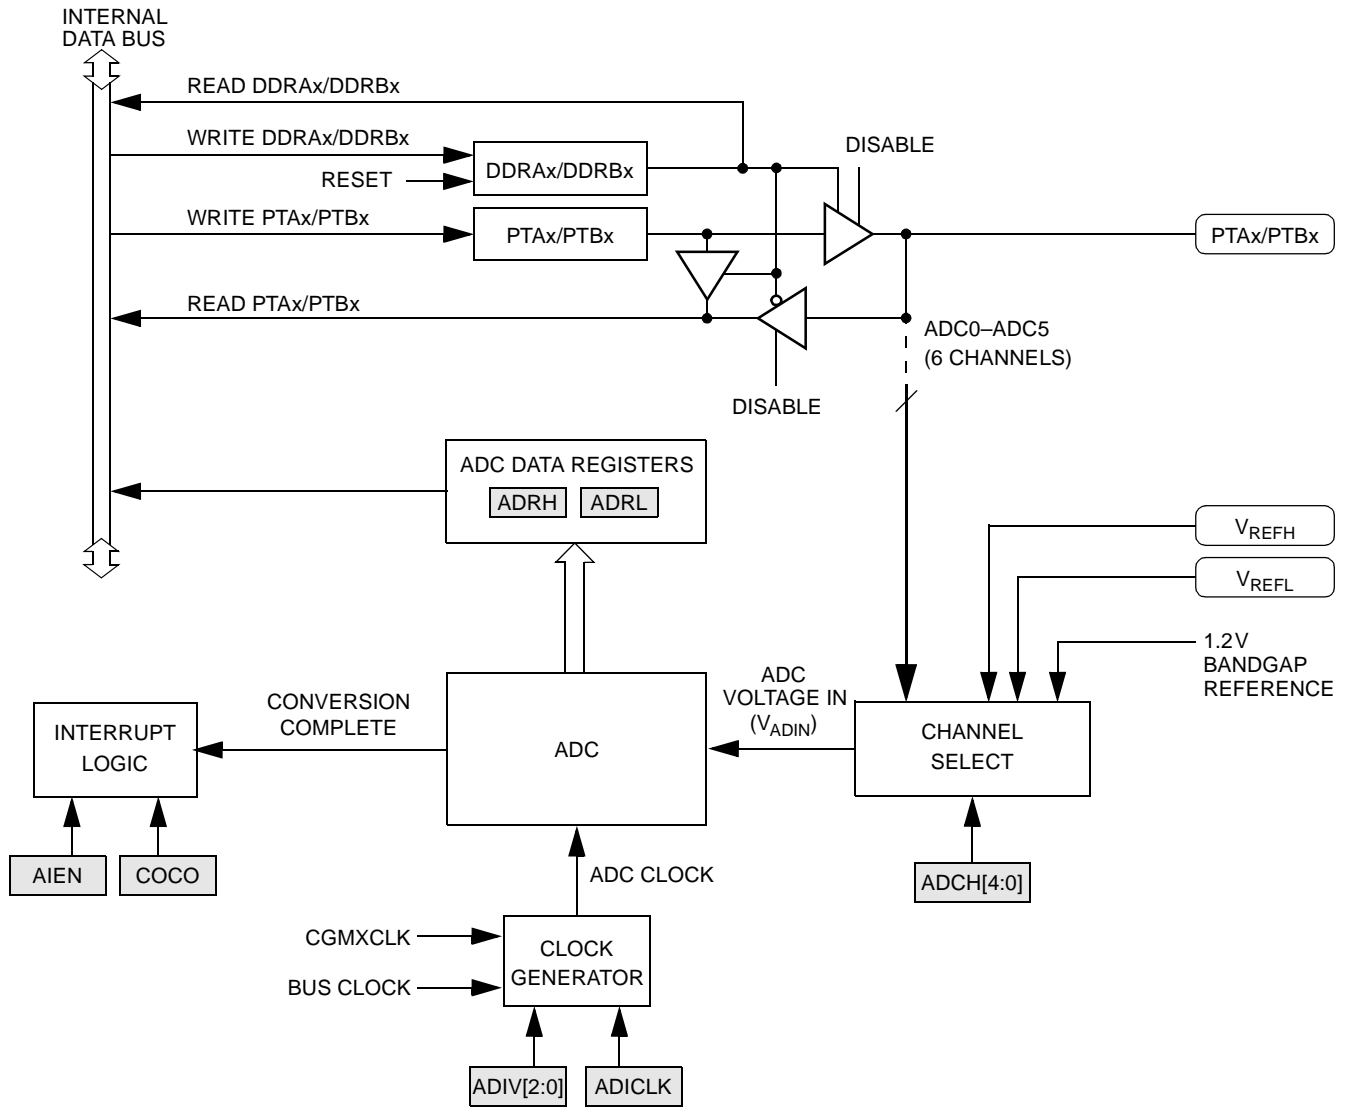 INTERNAL
DATA BUS
READ DDRAx/DDRBx
WRITE DDRAx/DDRBx
DISABLE
DDRAx/DDRBx
RESET
WRITE PTAx/PTBx
PTAx/PTBx
PTAx/PTBx
READ PTAx/PTBx
ADC0–ADC5
(6 CHANNELS)
DISABLE
ADC DATA REGISTERS
ADRH ADRL
VREFH
VREFL
1.2V
BANDGAP
REFERENCE
ADC
VOLTAGE IN
(VADIN)
CONVERSION
COMPLETE
INTERRUPT
LOGIC
ADC
CHANNEL
SELECT
AIEN
COCO
ADC CLOCK
ADCH[4:0]
CGMXCLK
CLOCK
GENERATOR
BUS CLOCK
ADIV[2:0]
ADICLK